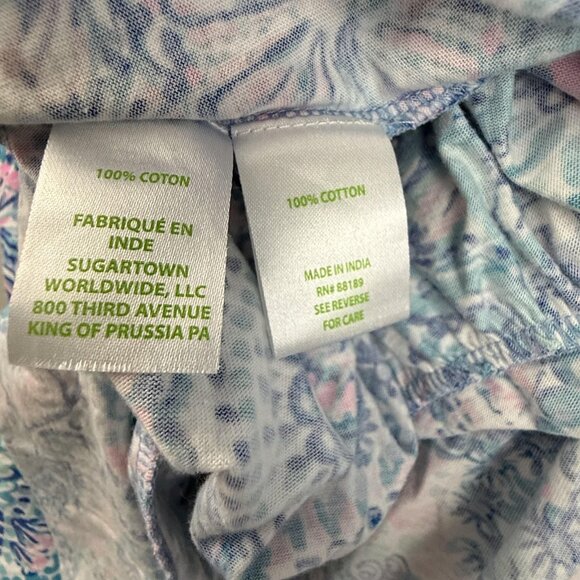 100% COTON
FABRIQUÉ EN
INDE
SUGARTOWN
WORLDWIDE, LLC
800 THIRD AVENUE
KING OF PRUSSIA PA
100% COTTON
MADE IN INDIA
RN# 88189
SEE REVERSE
FOR CARE